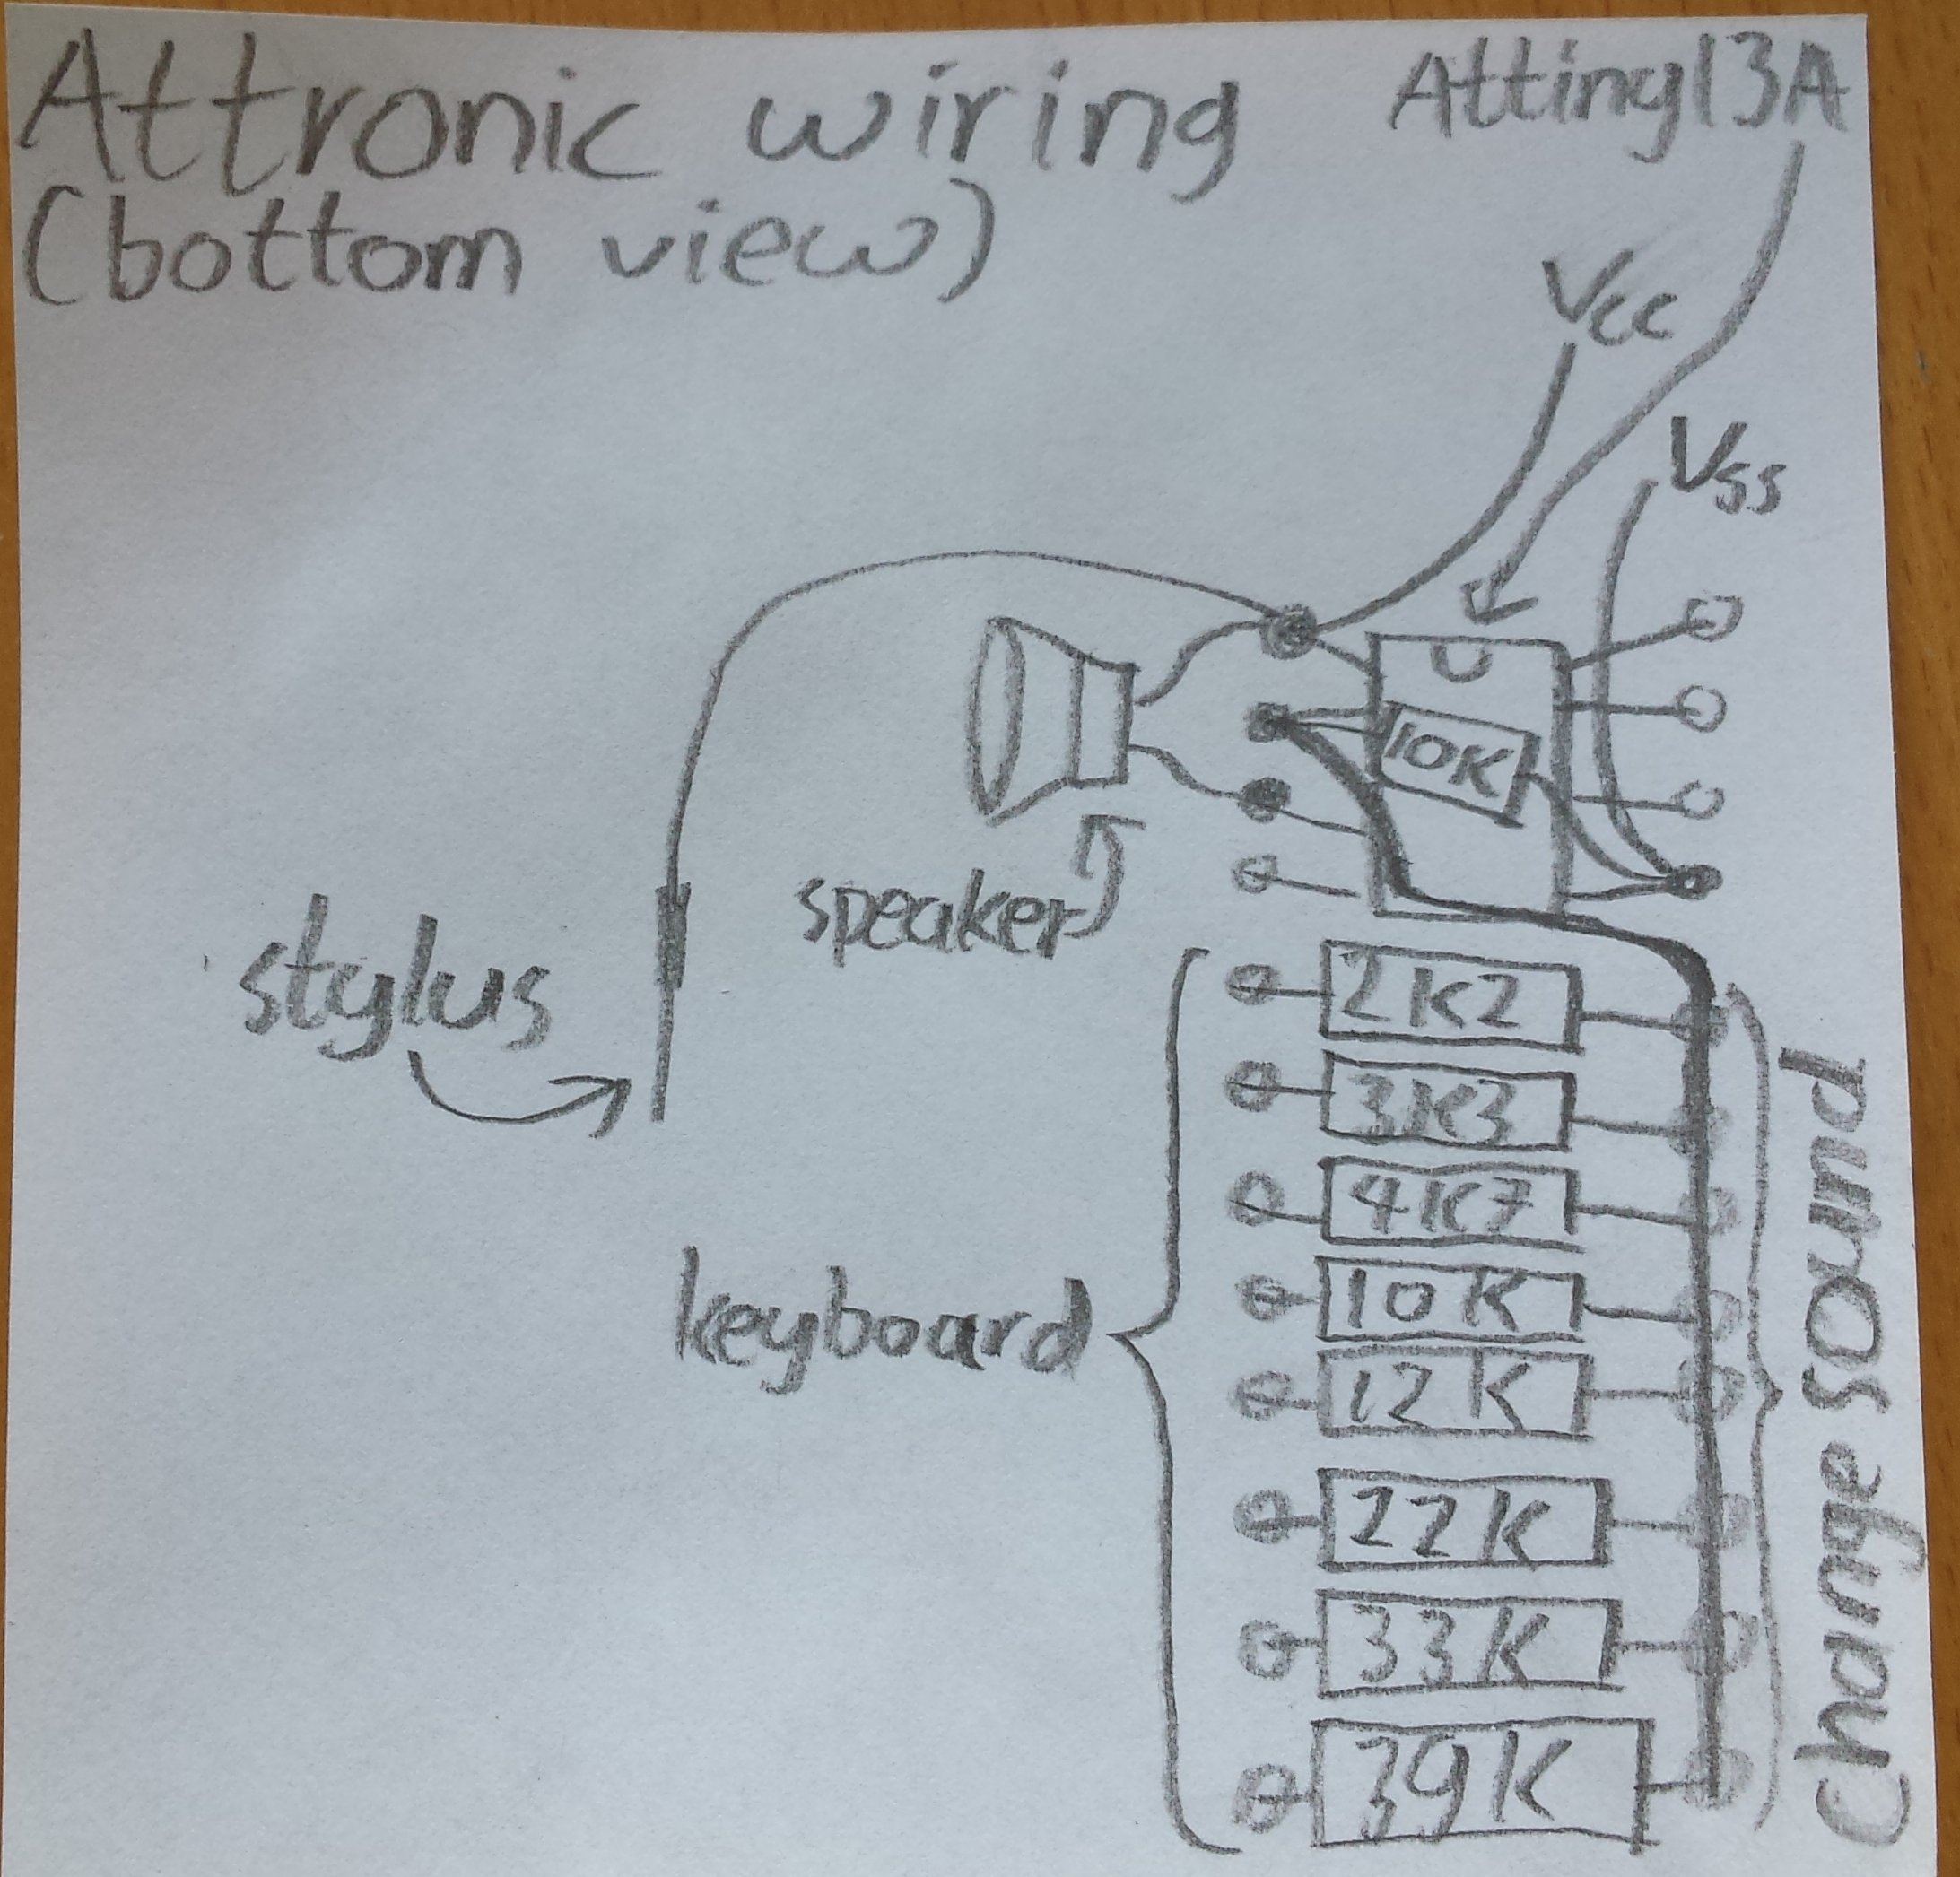 Attronic wiring
(bottom view)
Attiny13A
Vcc
Vss
10K
speaker
stylus
keyboard
2K2
3K3
4K7
10K
12K
22K
33K
39K
Change sound